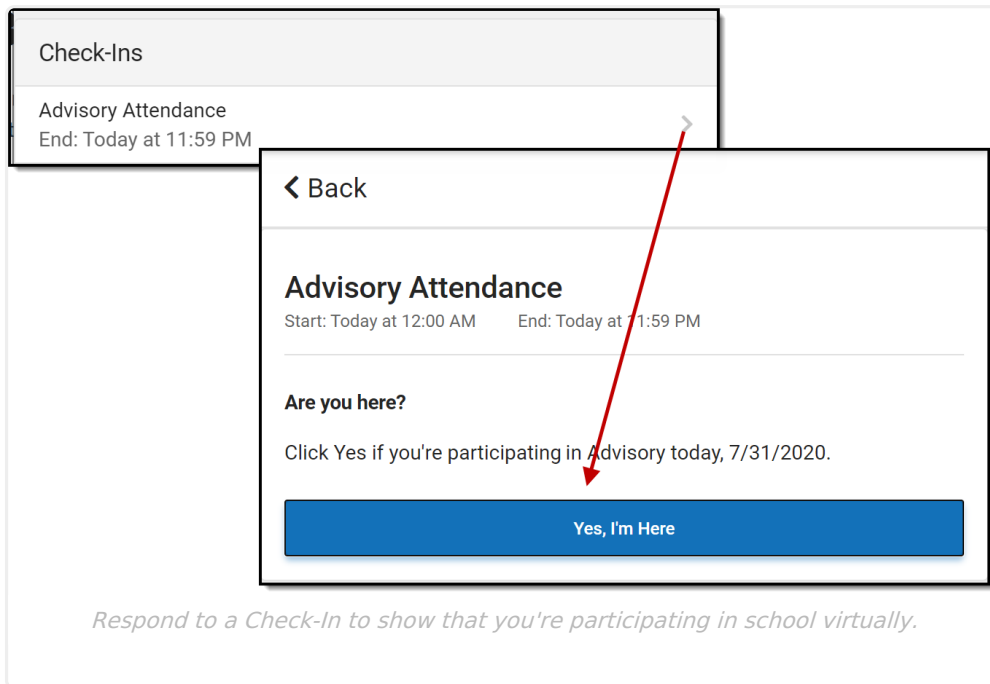 Check-Ins
Advisory Attendance
End: Today at 11:59 PM
Back
Advisory Attendance
Start: Today at 12:00 AM End: Today at 11:59 PM
Are you here?
Click Yes if you're participating in Advisory today, 7/31/2020.
Yes, I'm Here
Respond to a Check-In to show that you're participating in school virtually.